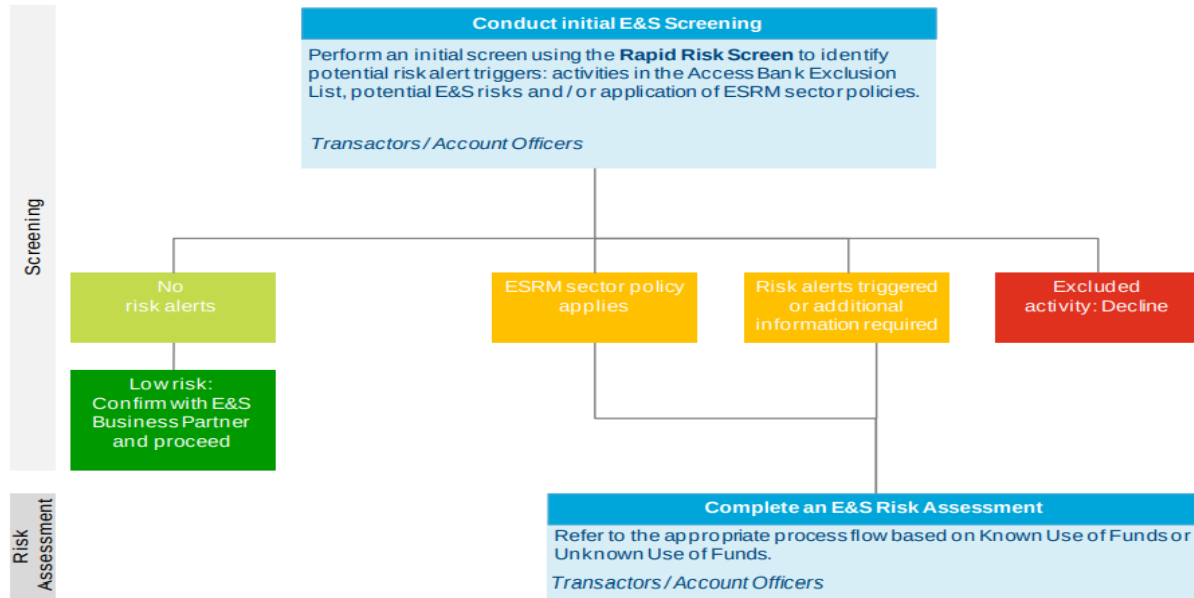 Conduct initial E&S Screening
Perform an initial screen using the Rapid Risk Screen to identify
potential risk alert triggers: activities in the Access Bank Exclusion
List, potential E&S risks and / or application of ESRM sector policies.
Transactors / Account Officers
Screening
No
risk alerts
ESRM sector policy
applies
Risk alerts triggered
or additional
information required
Excluded
activity: Decline
Low risk:
Confirm with E&S
Business Partner
and proceed
Risk
Assessment
Complete an E&S Risk Assessment
Refer to the appropriate process flow based on Known Use of Funds or
Unknown Use of Funds.
Transactors / Account Officers